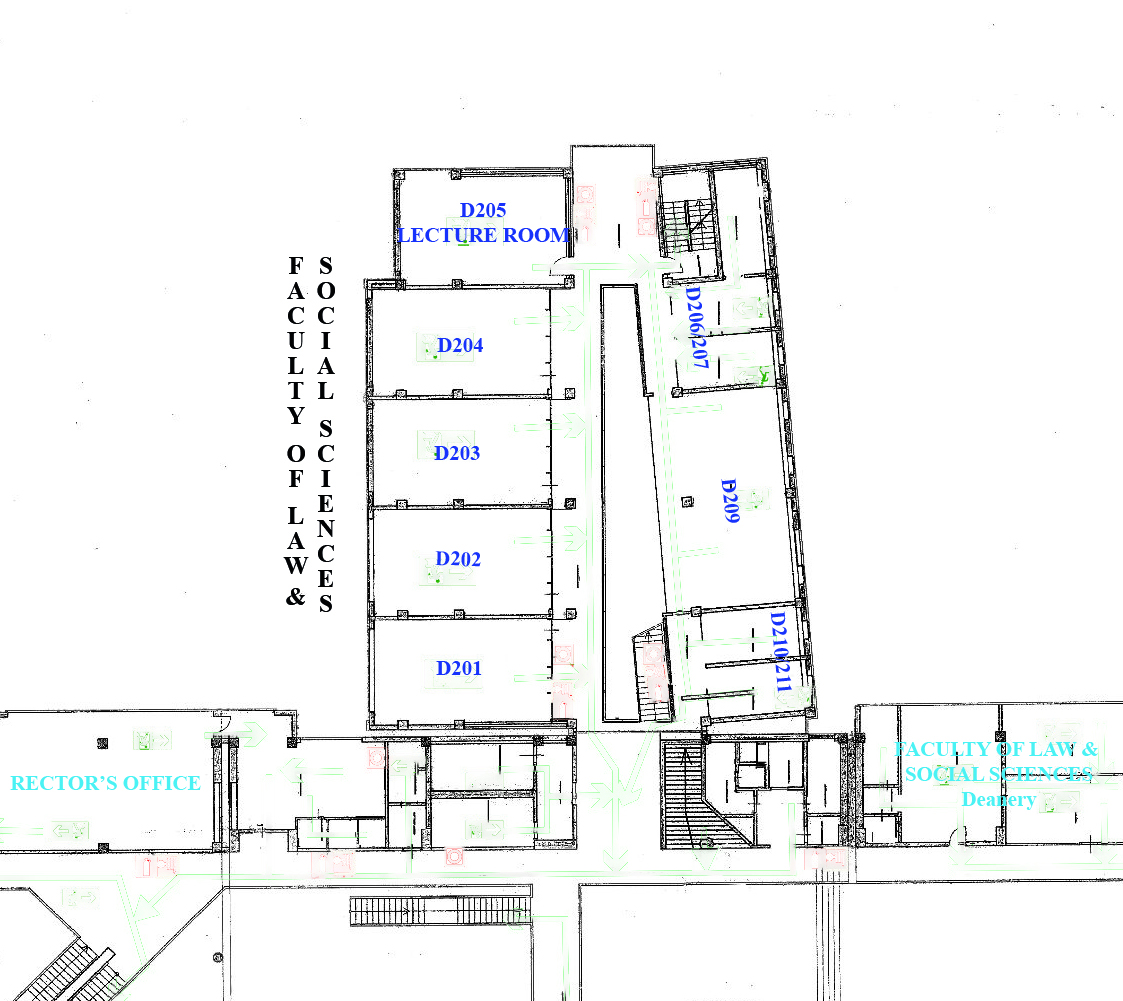 D205
LECTURE ROOM
FACULTY OF LAW &
SOCIAL SCIENCES
D204
D203
D202
D201
D206/207
D209
D210/211
RECTOR'S OFFICE
FACULTY OF LAW &
SOCIAL SCIENCES
Deanery